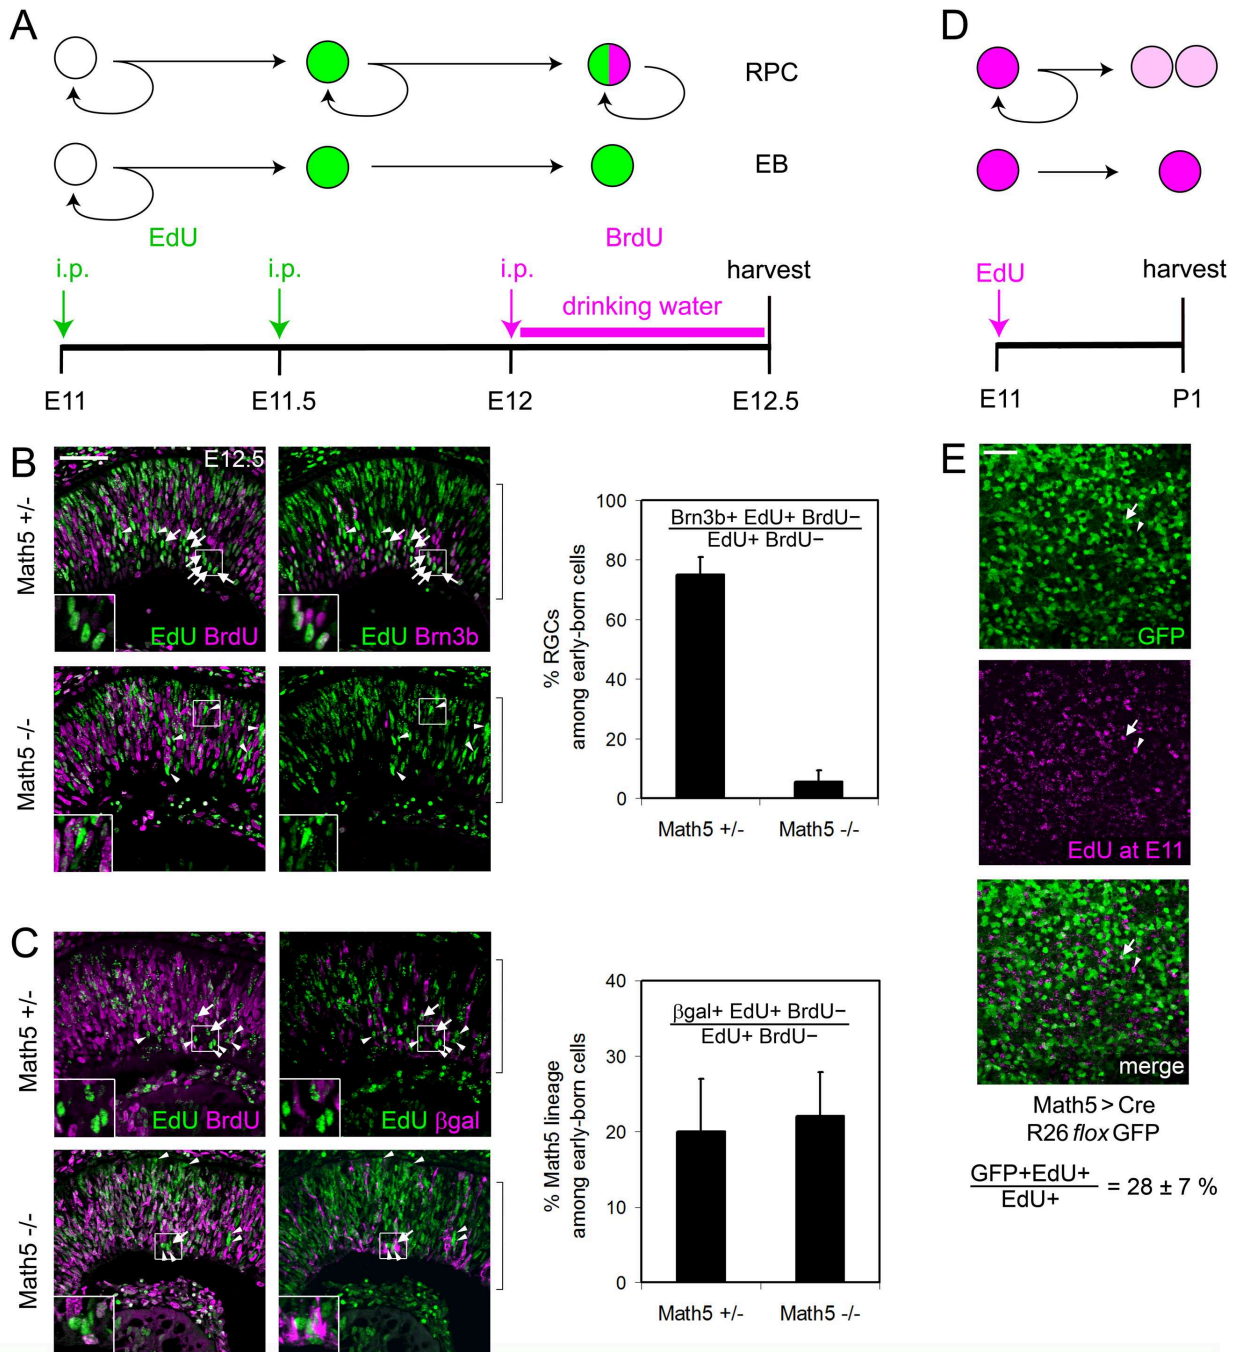 A
RPC
EB
EdU
BrdU
i.p.
i.p.
i.p.
harvest
drinking water
E11
E11.5
E12
E12.5
D
EdU
harvest
E11
P1
B
Math5 +/-
E12.5
EdU BrdU
EdU Brn3b
Math5 -/-
% RGCs
among early-born cells
100
80
60
40
20
0
Brn3b+ EdU+ BrdU−
EdU+ BrdU−
Math5 +/-
Math5 -/-
C
Math5 +/-
EdU BrdU
EdU βgal
Math5 -/-
% Math5 lineage
among early-born cells
40
30
20
10
0
βgal+ EdU+ BrdU−
EdU+ BrdU−
Math5 +/-
Math5 -/-
E
GFP
EdU at E11
merge
Math5 > Cre
R26 flox GFP
GFP+EdU+
EdU+
= 28 ± 7 %